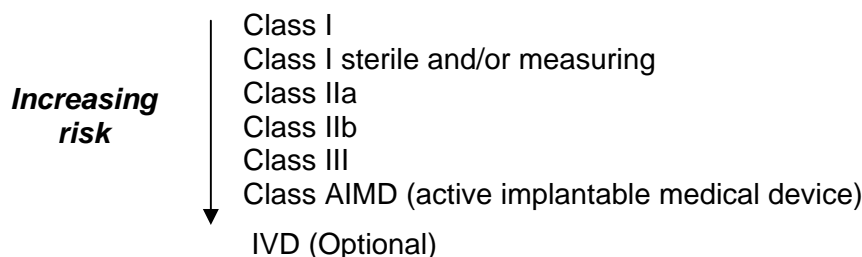 Increasing
risk
Class I
Class I sterile and/or measuring
Class IIa
Class IIb
Class III
Class AIMD (active implantable medical device)
IVD (Optional)